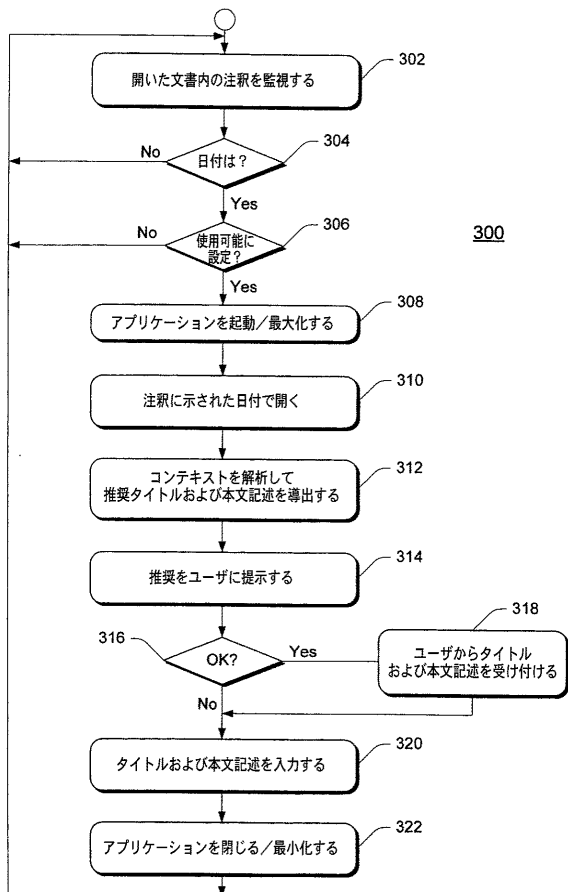 開いた文書内の注釈を監視する
302
日付は?
304
No
Yes
使用可能に
設定?
306
300
No
Yes
アプリケーションを起動/最大化する
308
注釈に示された日付で開く
310
コンテキストを解析して
推奨タイトルおよび本文記述を導出する
312
推奨をユーザに提示する
314
316
OK?
Yes
318
ユーザからタイトル
および本文記述を受け付ける
No
タイトルおよび本文記述を入力する
320
アプリケーションを閉じる/最小化する
322